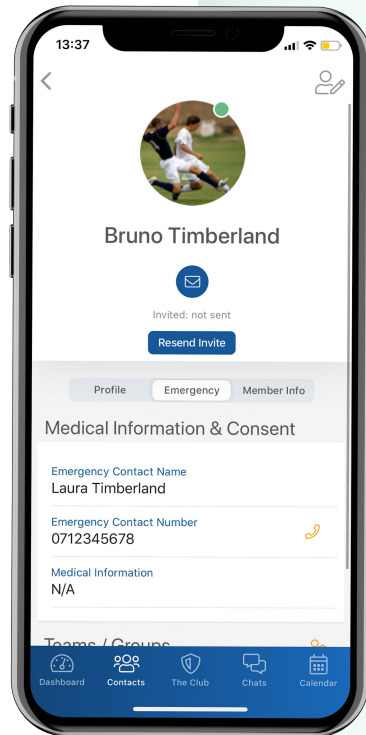 13:37
Bruno Timberland
Invited: not sent
Resend Invite
Profile Emergency Member Info
Medical Information & Consent
Emergency Contact Name
Laura Timberland
Emergency Contact Number
0712345678
Medical Information
N/A
Teams / Groups
Dashboard Contacts The Club Chats Calendar